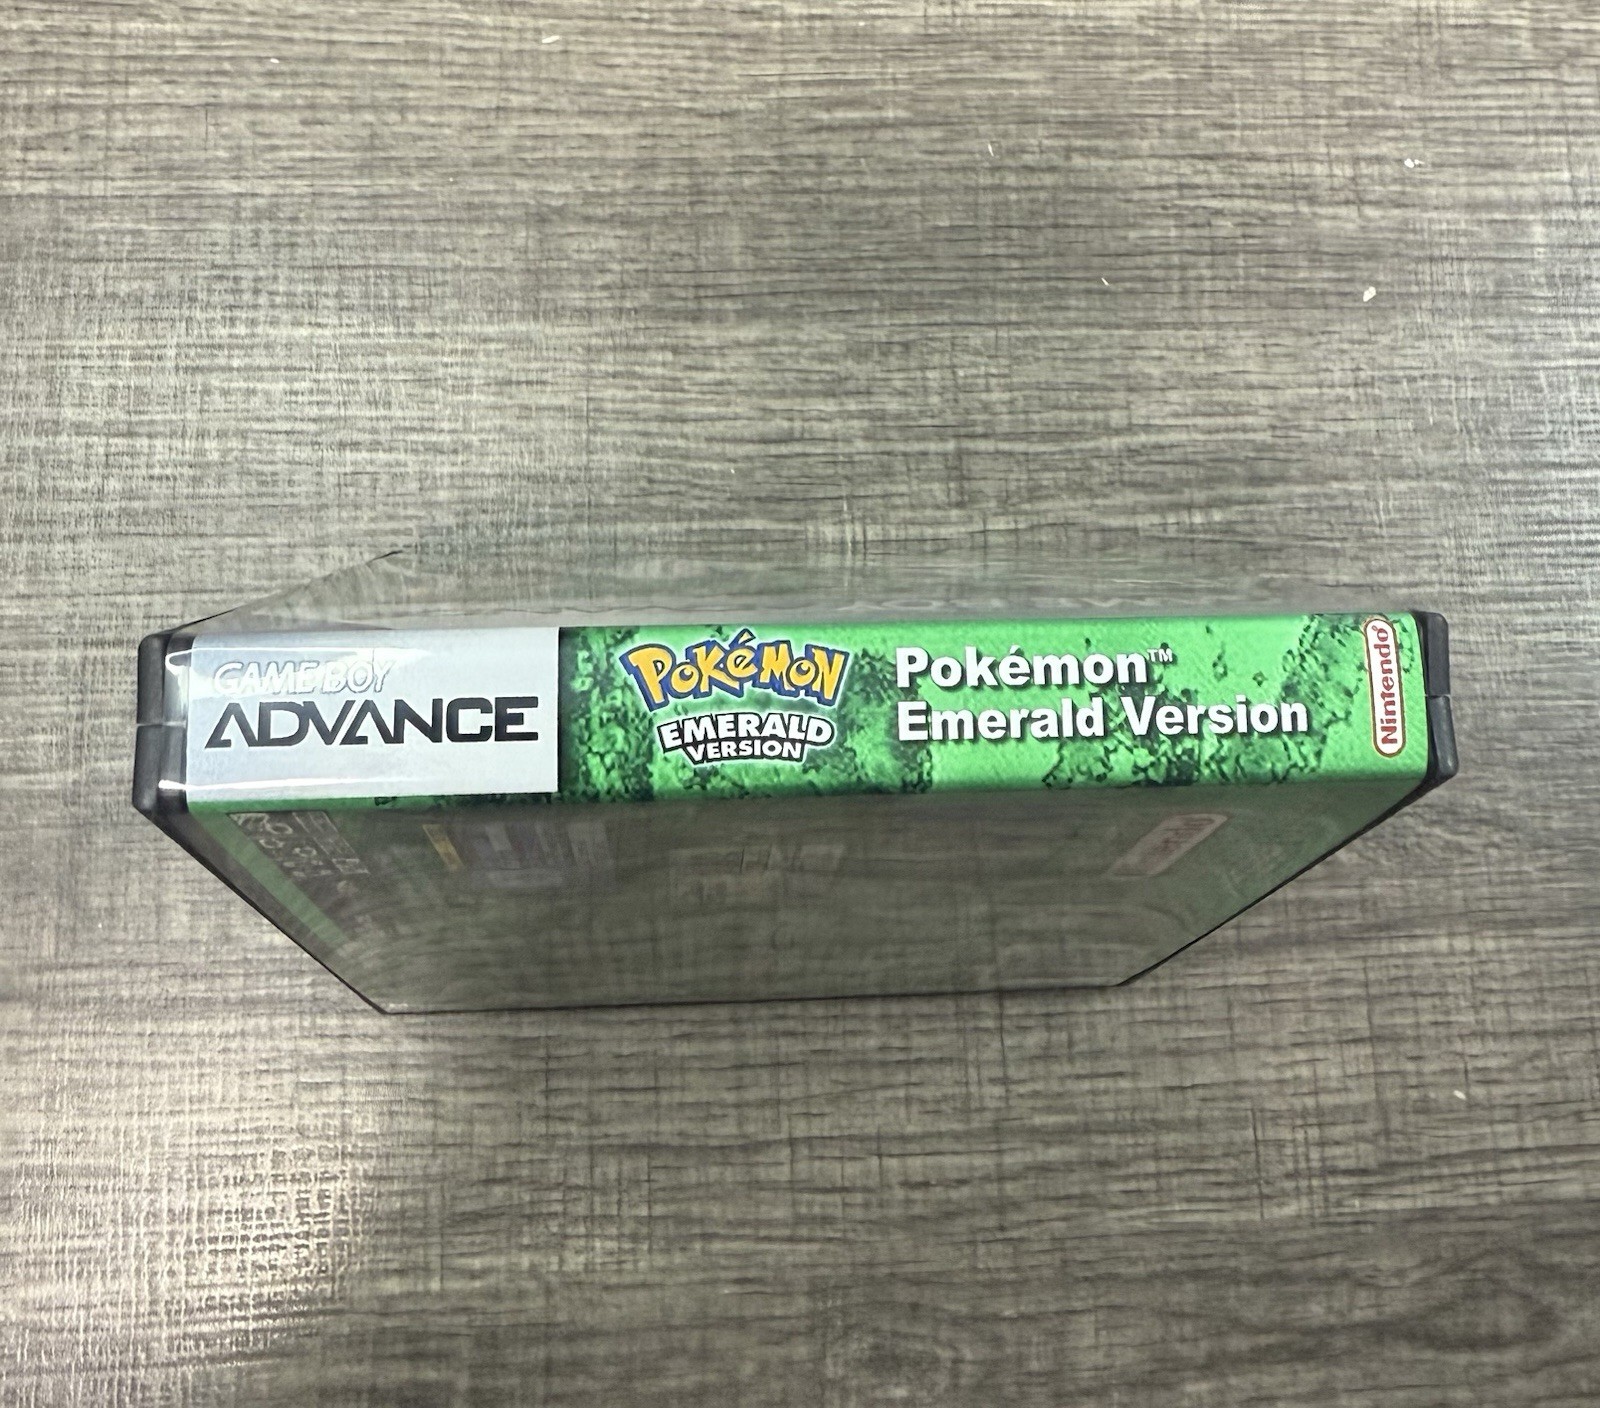 GAME BOY
ADVANCE
POKéMON
EMERALD
VERSION
Pokémon™
Emerald Version
Nintendo®